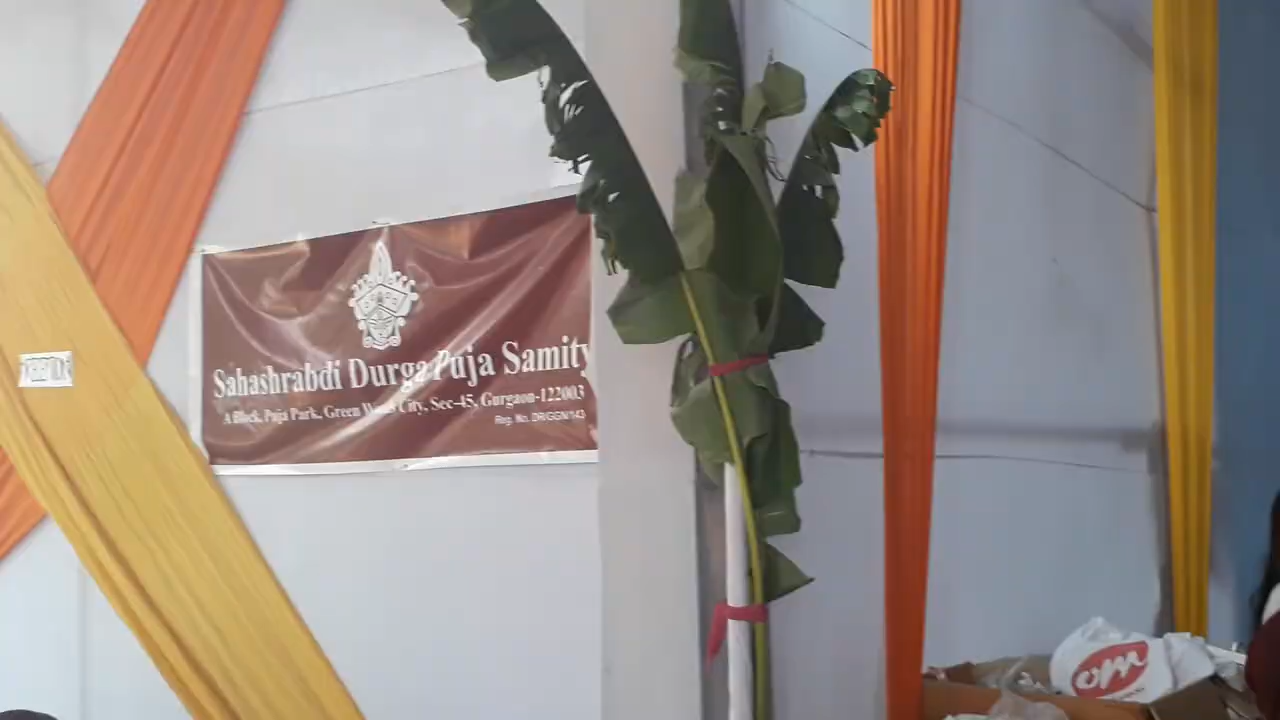 Sahashrabdi Durga Puja Samity
A Block, Puja Park, Green Wood City, Sec-45, Gurgaon-122003
Reg. No. DR/GGN/143
om